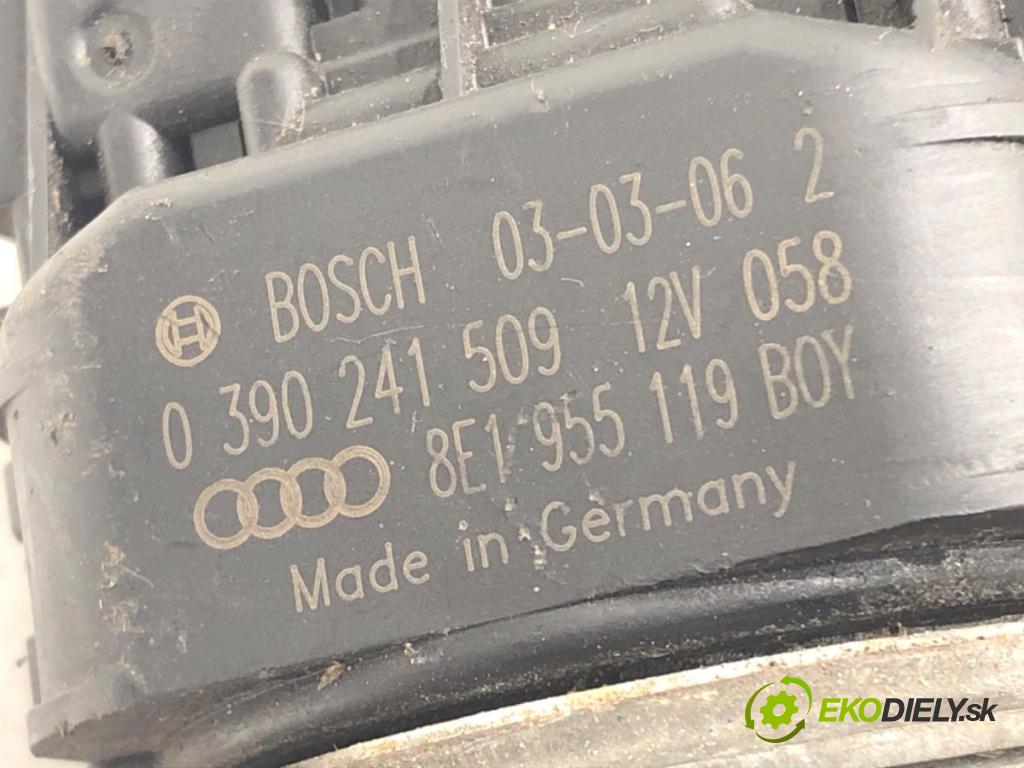 BOSCH 03-03-06 2
0 390 241 509 12V 058
8E1 955 119 BOY
Made in Germany
EKODIELY.sk